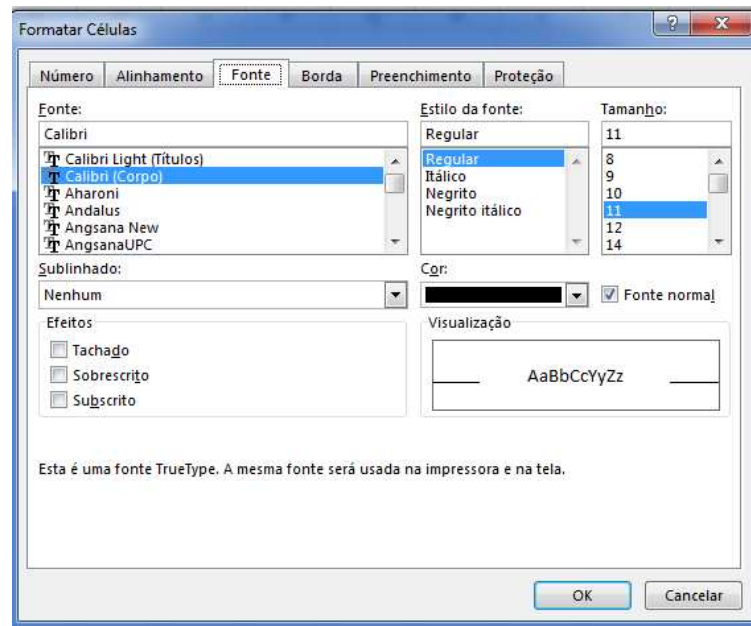 Formatar Células
Número Alinhamento Fonte Borda Preenchimento Proteção
Fonte: Estilo da fonte: Tamanho:
Calibri Regular 11
Calibri Light (Títulos) Regular 8
Calibri (Corpo) Itálico 9
Aharoni Negrito 10
Andalus Negrito itálico 11
Angsana New 12
AngsanaUPC 14
Sublinhado: Cor:
Nenhum Fonte normal
Efeitos Visualização
Tachado
Sobrescrito AaBbCcYyZz
Subscrito
Esta é uma fonte TrueType. A mesma fonte será usada na impressora e na tela.
OK Cancelar